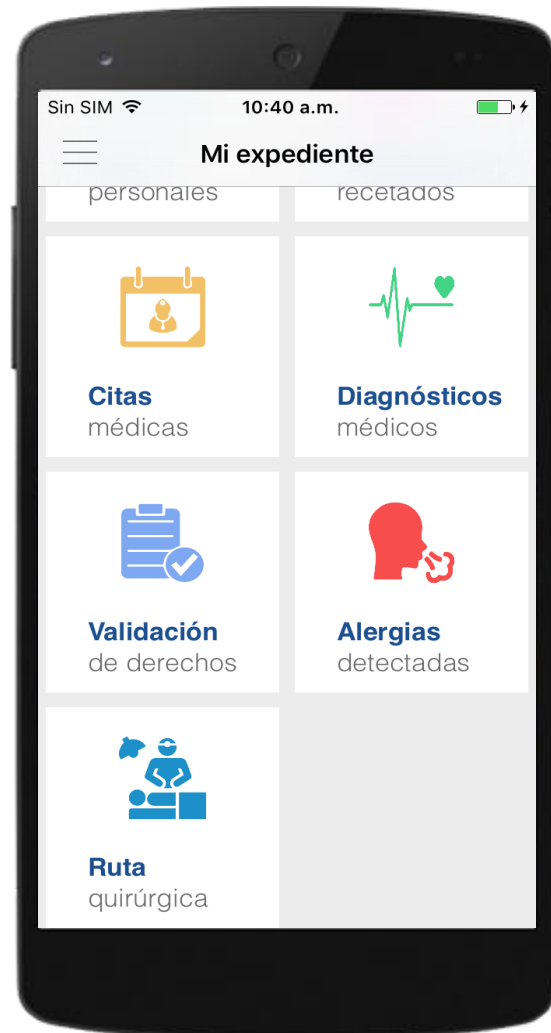 Sin SIM
10:40 a.m.
Mi expediente
personales
recetados
Citas
médicas
Diagnósticos
médicos
Validación
de derechos
Alergias
detectadas
Ruta
quirúrgica